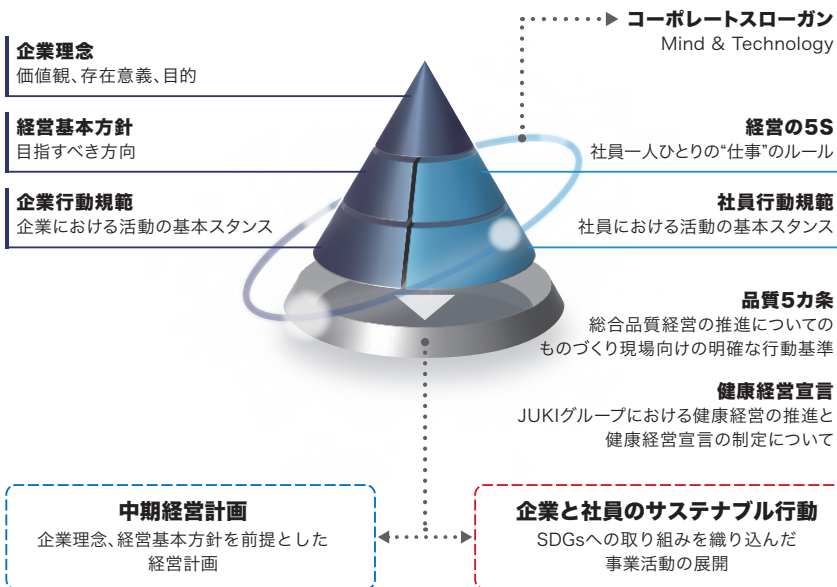 コーポレートスローガン
Mind & Technology
企業理念
価値観、存在意義、目的
経営基本方針
目指すべき方向
経営の5S
社員一人ひとりの“仕事”のルール
企業行動規範
企業における活動の基本スタンス
社員行動規範
社員における活動の基本スタンス
品質5カ条
総合品質経営の推進についての
ものづくり現場向けの明確な行動基準
健康経営宣言
JUKIグループにおける健康経営の推進と
健康経営宣言の制定について
中期経営計画
企業理念、経営基本方針を前提とした
経営計画
企業と社員のサステナブル行動
SDGsへの取り組みを織り込んだ
事業活動の展開